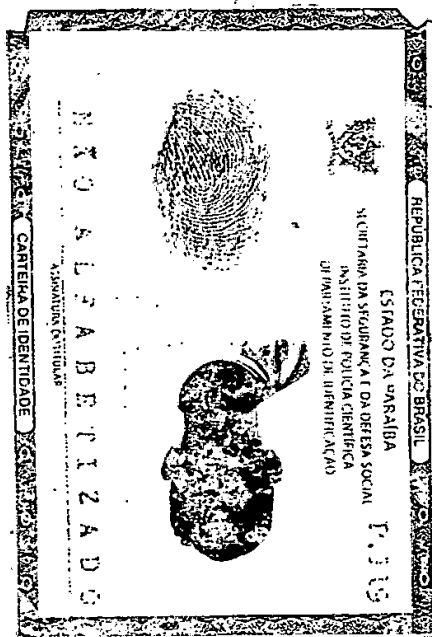 REPÚBLICA FEDERATIVA DO BRASIL
ESTADO DA PARAÍBA
SECRETARIA DA SEGURANÇA E DA DEFESA SOCIAL
INSTITUTO DE POLÍCIA CIENTÍFICA
DEPARTAMENTO DE IDENTIFICAÇÃO
NÃO ALFABETIZADO
ASSINATURA DO TITULAR
CARTEIRA DE IDENTIDADE